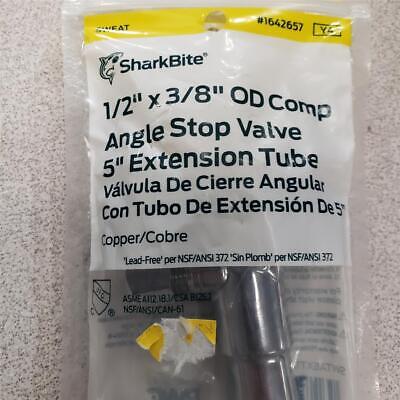 SWEAT #1642657 Y4
SharkBite®
1/2" x 3/8" OD Comp
Angle Stop Valve
5" Extension Tube
Válvula De Cierre Angular
Con Tubo De Extensión De 5"
Copper/Cobre
'Lead-Free' per NSF/ANSI 372 'Sin Plomb' per NSF/ANSI 372
ASME A112.18.1/CSA B125.1
NSF/ANSI/CAN-61